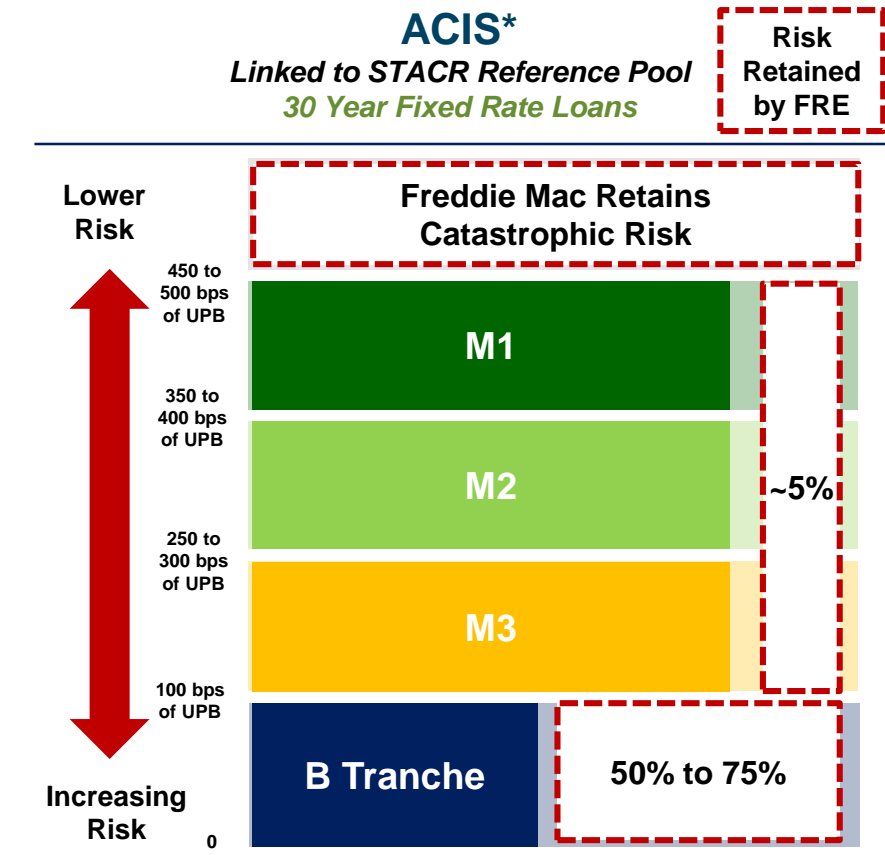 ACIS*
Linked to STACR Reference Pool
30 Year Fixed Rate Loans
Risk
Retained
by FRE
Lower
Risk
Freddie Mac Retains
Catastrophic Risk
450 to
500 bps
of UPB
M1
350 to
400 bps
of UPB
M2
~5%
250 to
300 bps
of UPB
M3
100 bps
of UPB
B Tranche
50% to 75%
Increasing
Risk
0